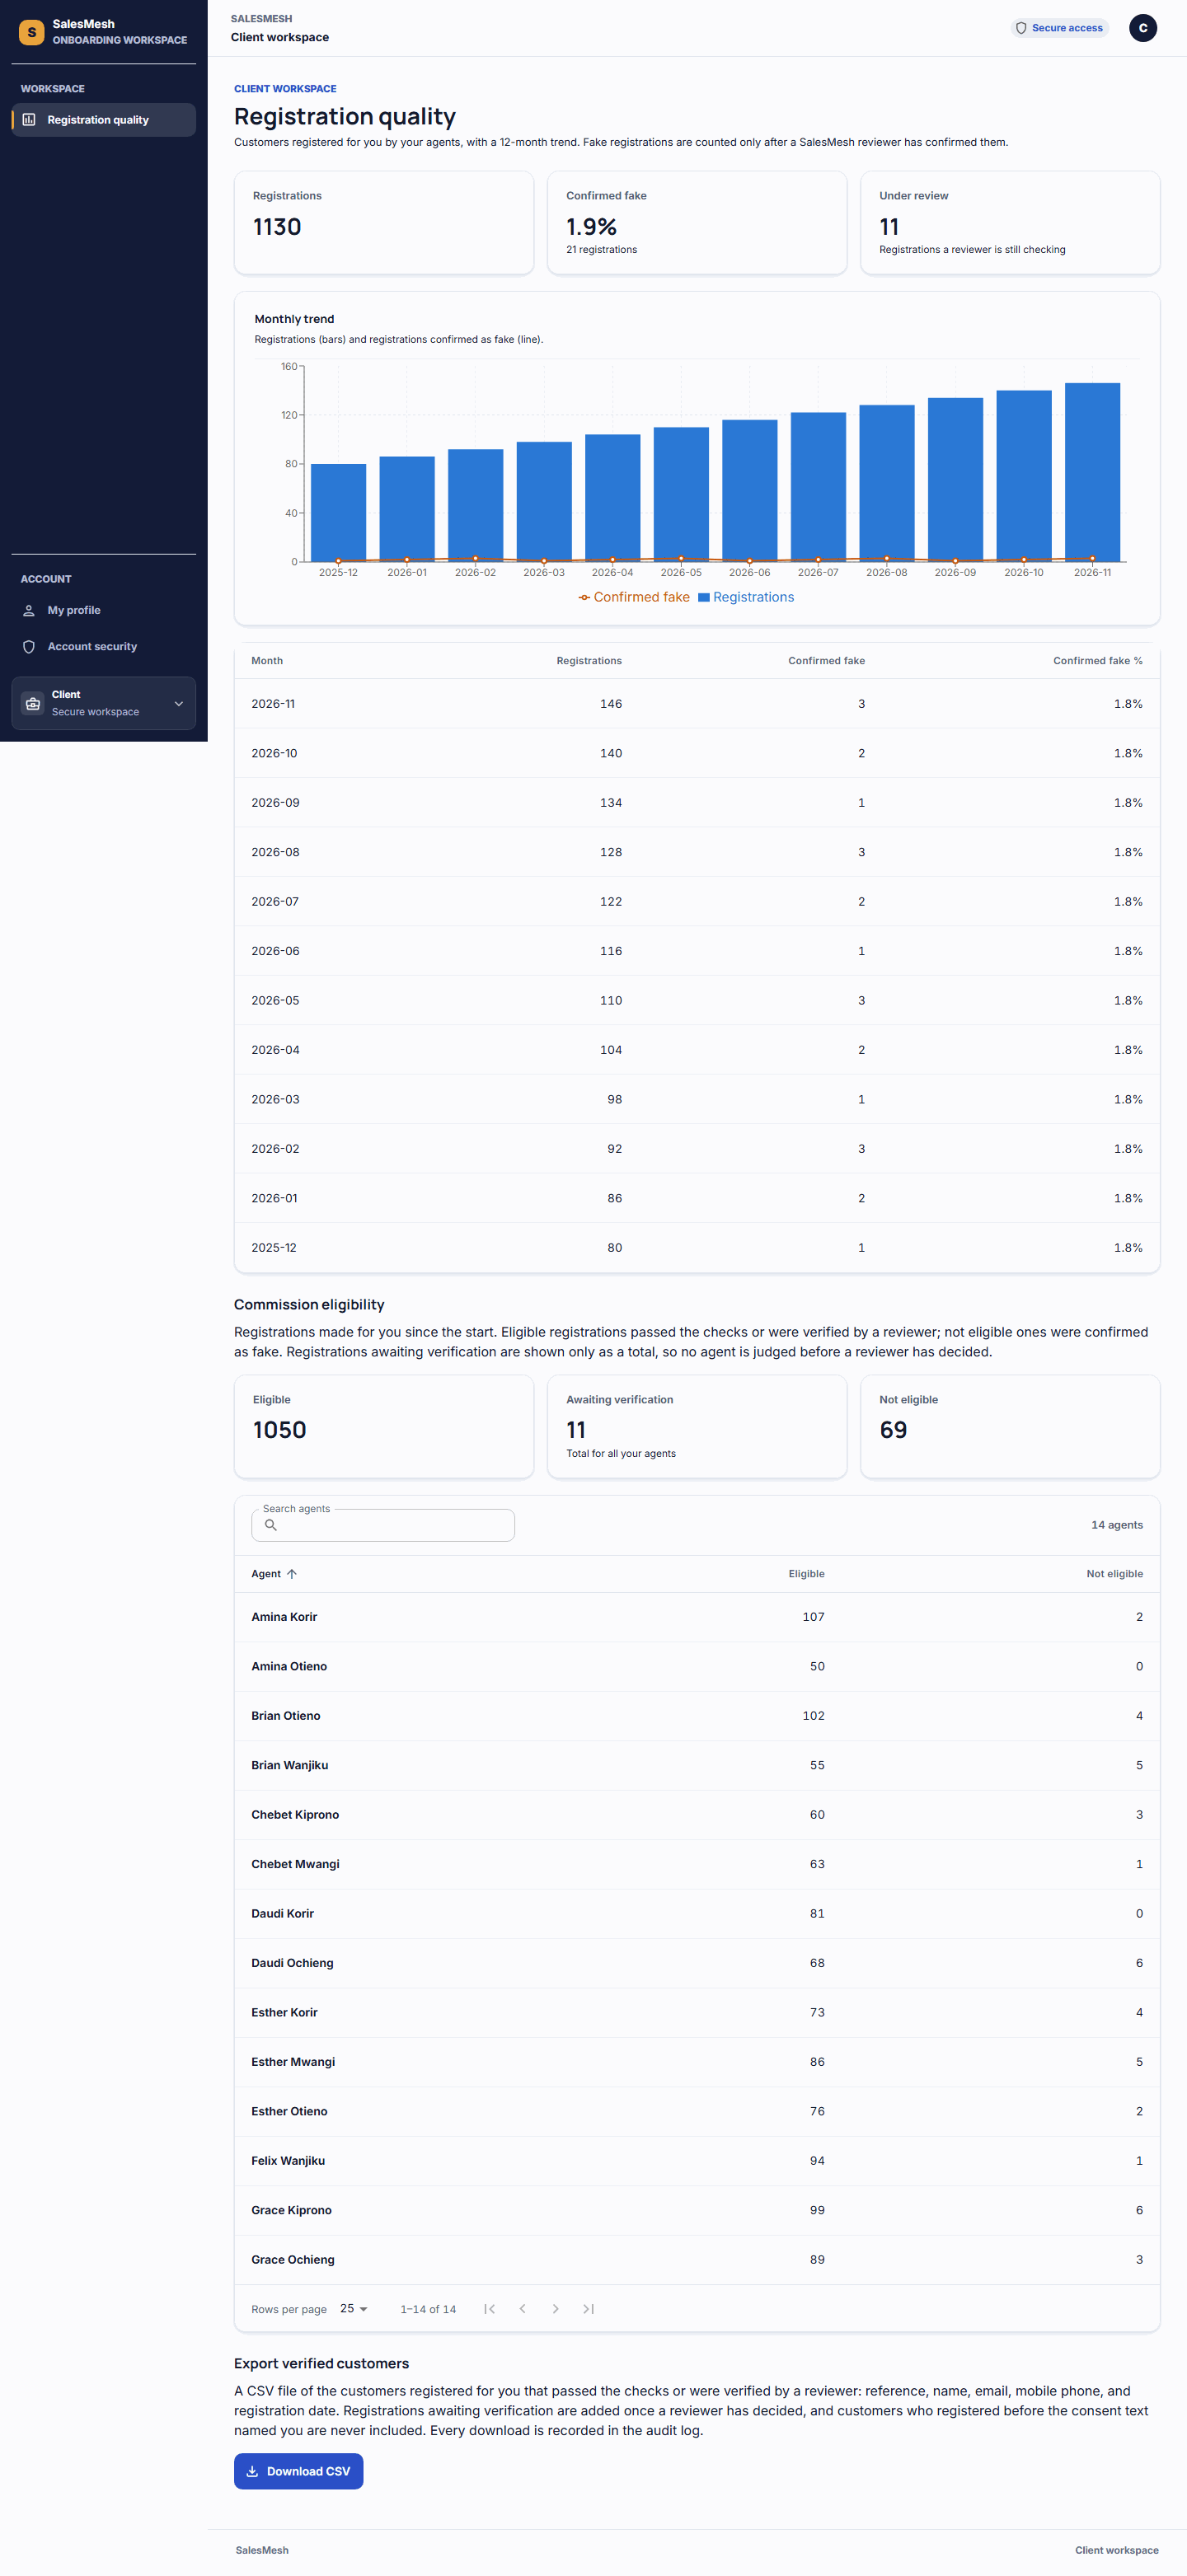 S
SalesMesh
ONBOARDING WORKSPACE
WORKSPACE
Registration quality
ACCOUNT
My profile
Account security
Client
Secure workspace
SALESMESH
Client workspace
Secure access
C
CLIENT WORKSPACE
Registration quality
Customers registered for you by your agents, with a 12-month trend. Fake registrations are counted only after a SalesMesh reviewer has confirmed them.
Registrations
1130
Confirmed fake
1.9%
21 registrations
Under review
11
Registrations a reviewer is still checking
Monthly trend
Registrations (bars) and registrations confirmed as fake (line).
160
120
80
40
0
2025-12 2026-01 2026-02 2026-03 2026-04 2026-05 2026-06 2026-07 2026-08 2026-09 2026-10 2026-11
Confirmed fake Registrations
Month Registrations Confirmed fake Confirmed fake %
2026-11 146 3 1.8%
2026-10 140 2 1.8%
2026-09 134 1 1.8%
2026-08 128 3 1.8%
2026-07 122 2 1.8%
2026-06 116 1 1.8%
2026-05 110 3 1.8%
2026-04 104 2 1.8%
2026-03 98 1 1.8%
2026-02 92 3 1.8%
2026-01 86 2 1.8%
2025-12 80 1 1.8%
Commission eligibility
Registrations made for you since the start. Eligible registrations passed the checks or were verified by a reviewer; not eligible ones were confirmed
as fake. Registrations awaiting verification are shown only as a total, so no agent is judged before a reviewer has decided.
Eligible
1050
Awaiting verification
11
Total for all your agents
Not eligible
69
Search agents
14 agents
Agent Eligible Not eligible
Amina Korir 107 2
Amina Otieno 50 0
Brian Otieno 102 4
Brian Wanjiku 55 5
Chebet Kiprono 60 3
Chebet Mwangi 63 1
Daudi Korir 81 0
Daudi Ochieng 68 6
Esther Korir 73 4
Esther Mwangi 86 5
Esther Otieno 76 2
Felix Wanjiku 94 1
Grace Kiprono 99 6
Grace Ochieng 89 3
Rows per page 25 1–14 of 14
Export verified customers
A CSV file of the customers registered for you that passed the checks or were verified by a reviewer: reference, name, email, mobile phone, and
registration date. Registrations awaiting verification are added once a reviewer has decided, and customers who registered before the consent text
named you are never included. Every download is recorded in the audit log.
Download CSV
SalesMesh
Client workspace